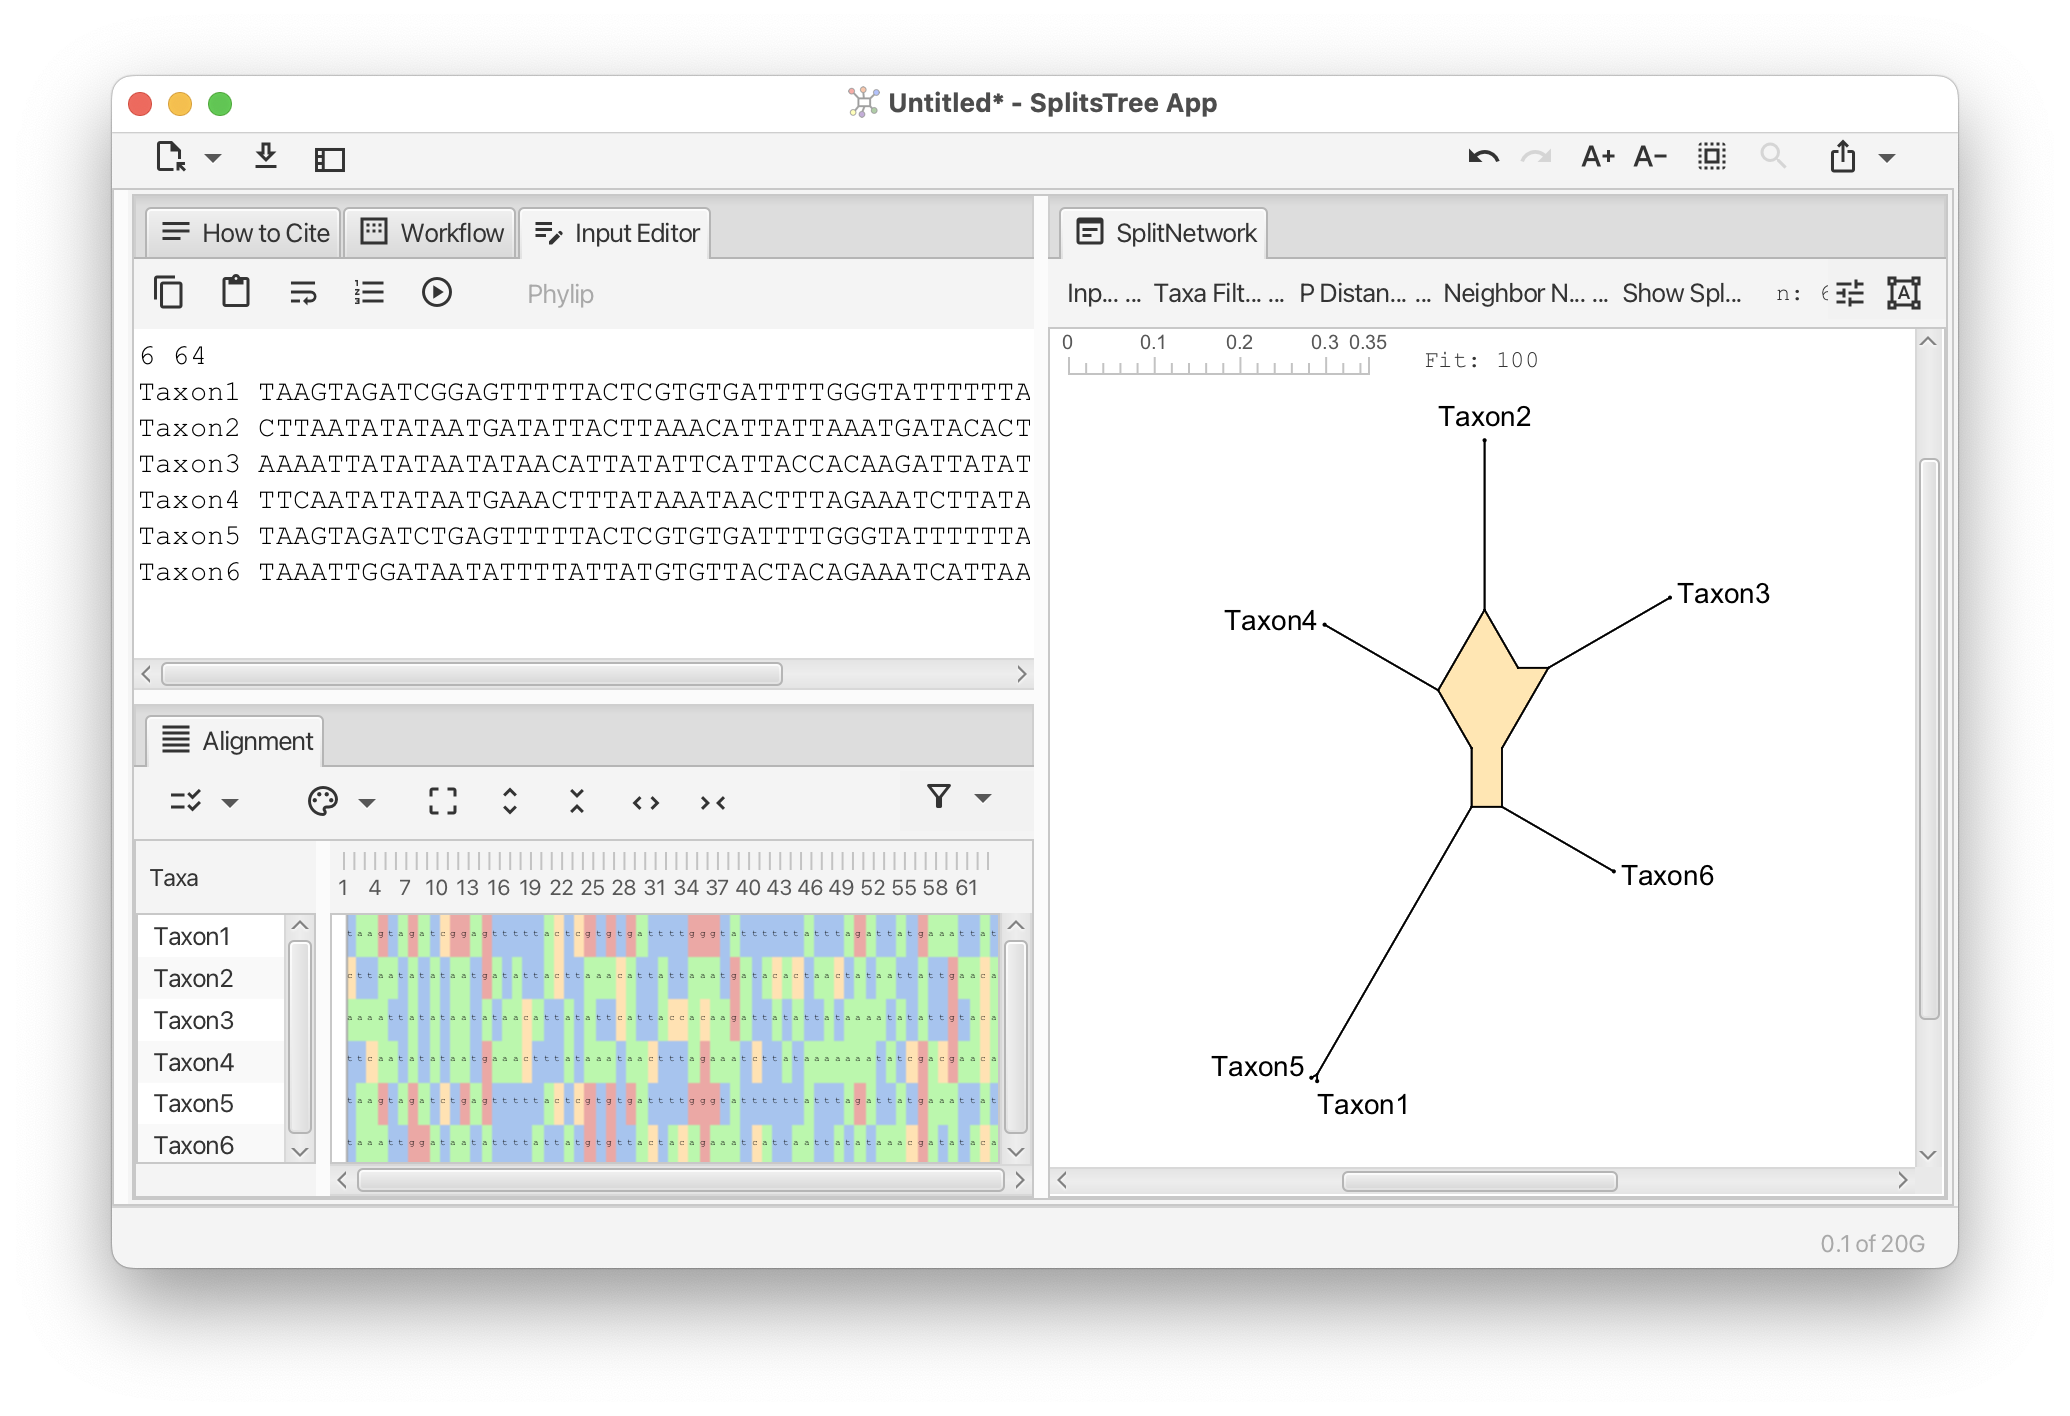 Untitled* - SplitsTree App
A+ A−
How to Cite Workflow Input Editor
SplitNetwork
Phylip
Inp... ... Taxa Filt... ... P Distan... ... Neighbor N... ... Show Spl... n: 6
6 64
Taxon1 TAAGTAGATCGGAGTTTTTACTCGTGTGATTTTGGGTATTTTTTA
Taxon2 CTTAATATATAATGATATTACTTAAACATTATTAAATGATACACT
Taxon3 AAAATTATATAATATAACATTATATTCATTACCACAAGATTATAT
Taxon4 TTCAATATATAATGAAACTTTATAAATAACTTTAGAAATCTTATA
Taxon5 TAAGTAGATCTGAGTTTTTACTCGTGTGATTTTGGGTATTTTTTA
Taxon6 TAAATTGGATAATATTTTATTATGTGTTACTACAGAAATCATTAA
0 0.1 0.2 0.3 0.35
Fit: 100
Taxon2
Taxon3
Taxon4
Taxon6
Taxon5
Taxon1
Alignment
Taxa
1 4 7 10 13 16 19 22 25 28 31 34 37 40 43 46 49 52 55 58 61
Taxon1
Taxon2
Taxon3
Taxon4
Taxon5
Taxon6
0.1 of 20G